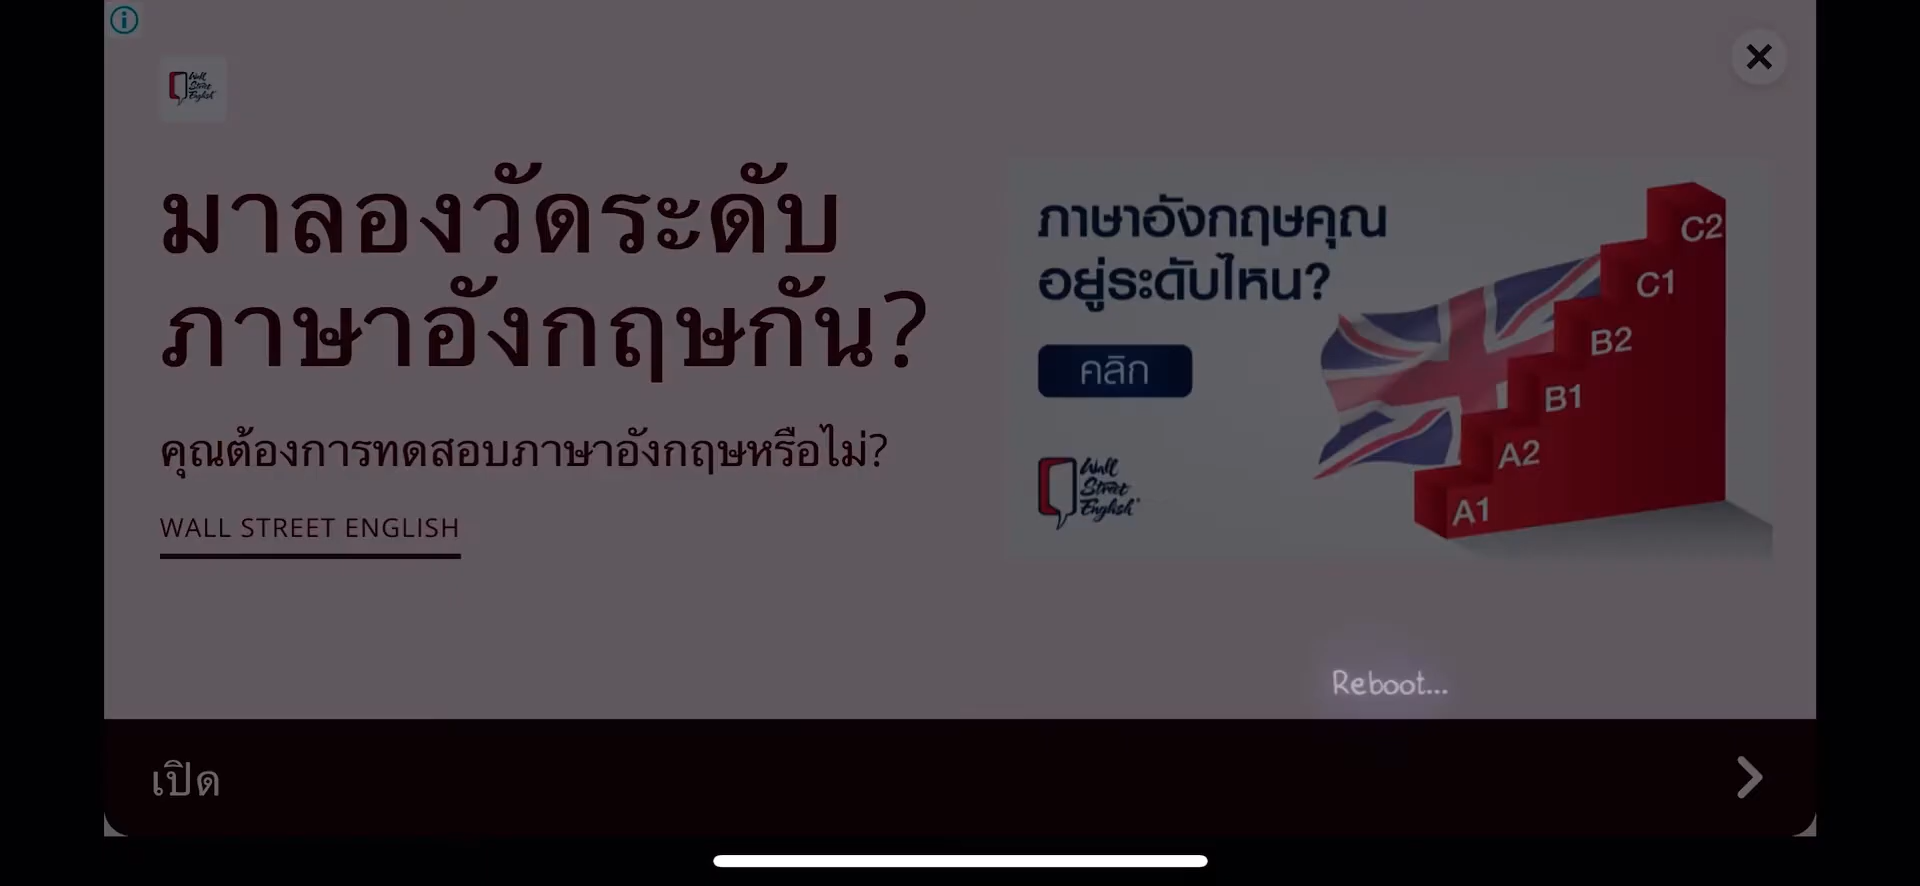 Wall
Street
English
มาลองวัดระดับ
ภาษาอังกฤษกัน?
คุณต้องการทดสอบภาษาอังกฤษหรือไม่?
WALL STREET ENGLISH
ภาษาอังกฤษคุณ
อยู่ระดับไหน?
คลิก
Wall
Street
English
C2
C1
B2
B1
A2
A1
Reboot...
เปิด